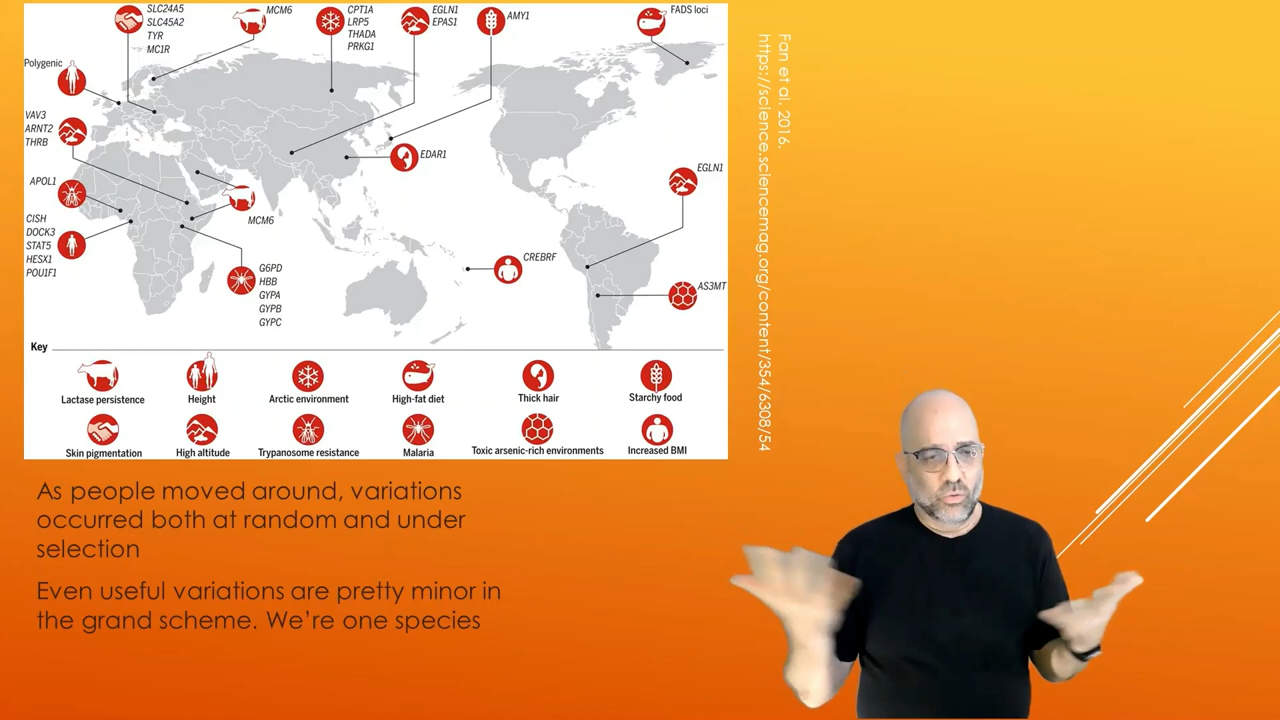 SLC24A5
SLC45A2
TYR
MC1R
MCM6
CPT1A
LRP5
THADA
PRKG1
EGLN1
EPAS1
AMY1
FADS loci
Polygenic
VAV3
ARNT2
THRB
EDAR1
EGLN1
APOL1
MCM6
CISH
DOCK3
STAT5
HESX1
POU1F1
CREBRF
G6PD
HBB
GYPA
GYPB
GYPC
AS3MT
Key
Lactase persistence
Height
Arctic environment
High-fat diet
Thick hair
Starchy food
Skin pigmentation
High altitude
Trypanosome resistance
Malaria
Toxic arsenic-rich environments
Increased BMI
Fan et al. 2016.
https://science.sciencemag.org/content/354/6308/54
As people moved around, variations
occurred both at random and under
selection
Even useful variations are pretty minor in
the grand scheme. We’re one species